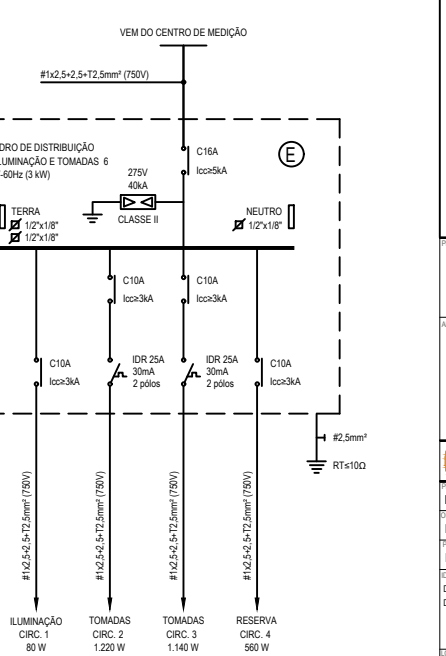 VEM DO CENTRO DE MEDIÇÃO
#1x2,5+2,5+T2,5mm² (750V)
DRO DE DISTRIBUIÇÃO
UMINAÇÃO E TOMADAS 6
-60Hz (3 kW)
C16A
Icc≥5kA
E
275V
40kA
CLASSE II
TERRA
1/2"x1/8"
1/2"x1/8"
NEUTRO
1/2"x1/8"
C10A
Icc≥3kA
C10A
Icc≥3kA
C10A
Icc≥3kA
IDR 25A
30mA
2 pólos
IDR 25A
30mA
2 pólos
C10A
Icc≥3kA
#2,5mm²
RT≤10Ω
#1x2,5+2,5+T2,5mm² (750V)
#1x2,5+2,5+T2,5mm² (750V)
#1x2,5+2,5+T2,5mm² (750V)
#1x2,5+2,5+T2,5mm² (750V)
ILUMINAÇÃO
CIRC. 1
80 W
TOMADAS
CIRC. 2
1.220 W
TOMADAS
CIRC. 3
1.140 W
RESERVA
CIRC. 4
560 W